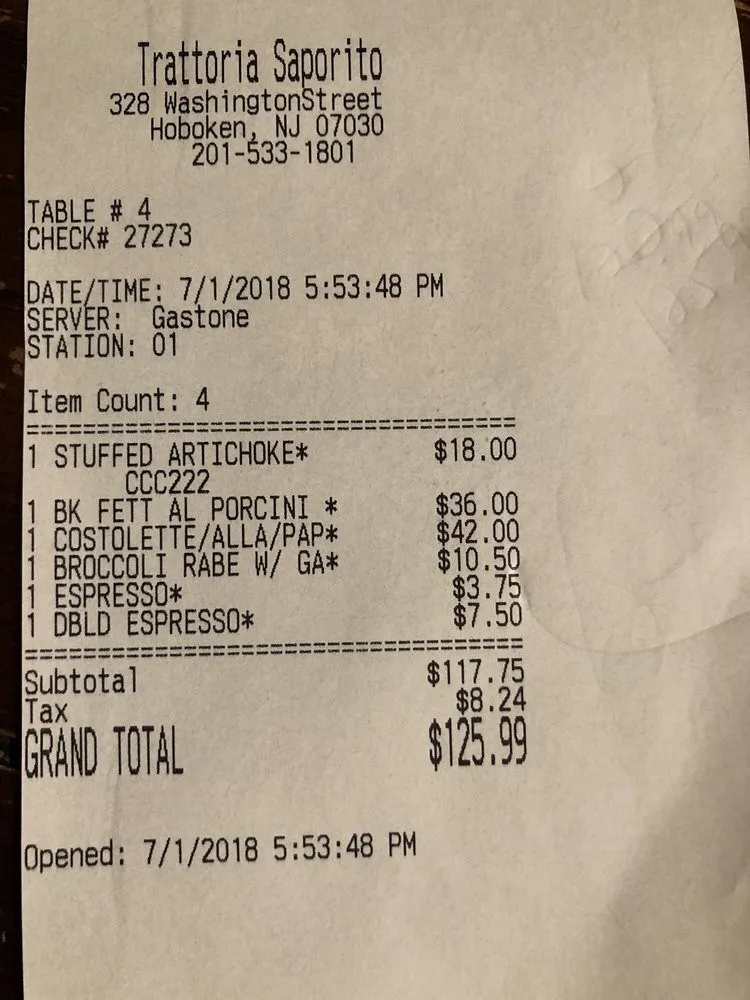 Trattoria Saporito
328 WashingtonStreet
Hoboken, NJ 07030
201-533-1801
TABLE # 4
CHECK# 27273
DATE/TIME: 7/1/2018 5:53:48 PM
SERVER: Gastone
STATION: 01
Item Count: 4
===================================
1 STUFFED ARTICHOKE* $18.00
CCC222
1 BK FETT AL PORCINI * $36.00
1 COSTOLETTE/ALLA/PAP* $42.00
1 BROCCOLI RABE W/ GA* $10.50
1 ESPRESSO* $3.75
1 DBLD ESPRESSO* $7.50
===================================
Subtotal $117.75
Tax $8.24
GRAND TOTAL $125.99
Opened: 7/1/2018 5:53:48 PM